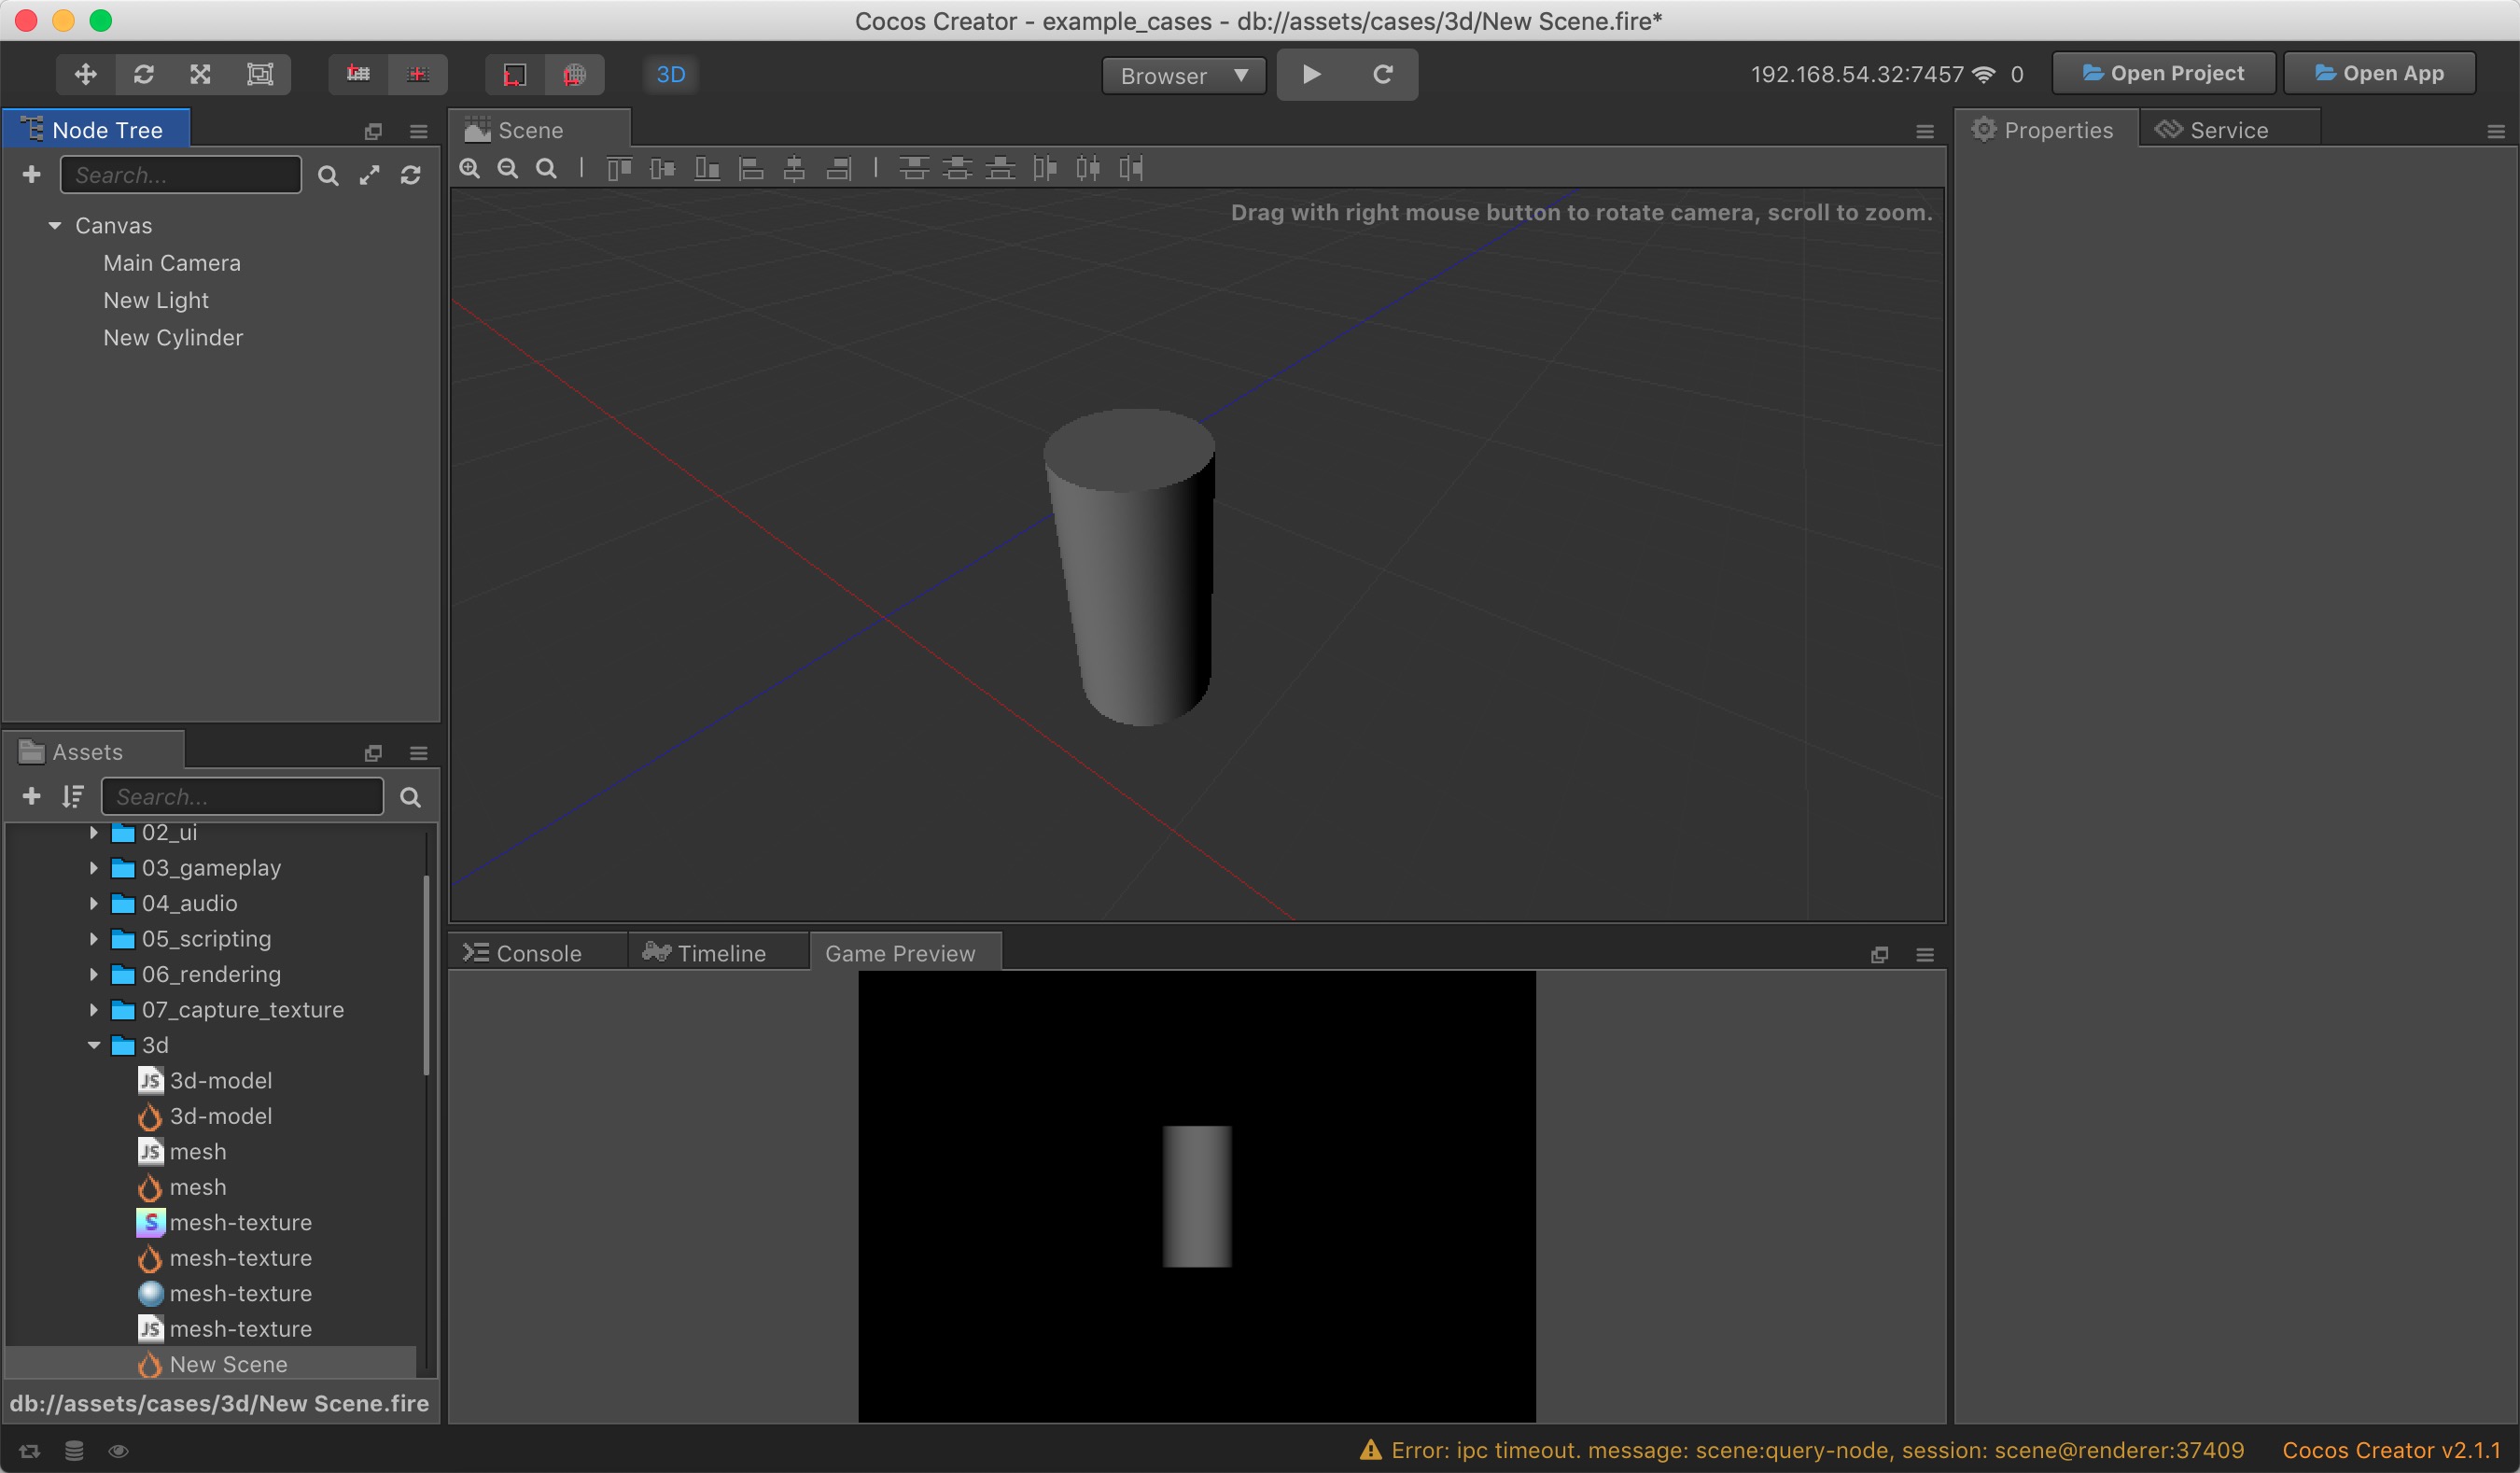 Cocos Creator - example_cases - db://assets/cases/3d/New Scene.fire*
3D
Browser
192.168.54.32:7457 0
Open Project
Open App
Node Tree
Search...
Canvas
Main Camera
New Light
New Cylinder
Scene
Drag with right mouse button to rotate camera, scroll to zoom.
Properties
Service
Assets
Search...
02_ui
03_gameplay
04_audio
05_scripting
06_rendering
07_capture_texture
3d
JS 3d-model
3d-model
JS mesh
mesh
S mesh-texture
mesh-texture
mesh-texture
JS mesh-texture
New Scene
db://assets/cases/3d/New Scene.fire
Console
Timeline
Game Preview
Error: ipc timeout. message: scene:query-node, session: scene@renderer:37409
Cocos Creator v2.1.1